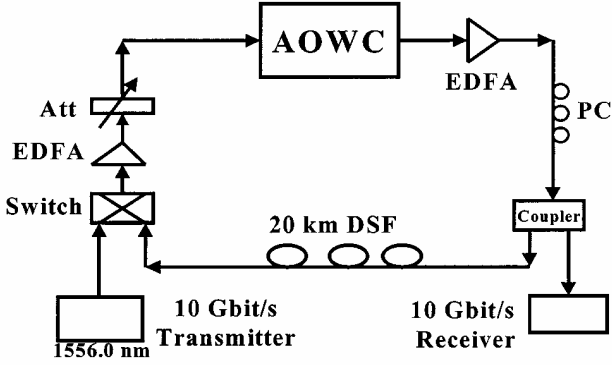 AOWC
EDFA
Att
PC
EDFA
Switch
Coupler
20 km DSF
10 Gbit/s
Transmitter
10 Gbit/s
Receiver
1556.0 nm